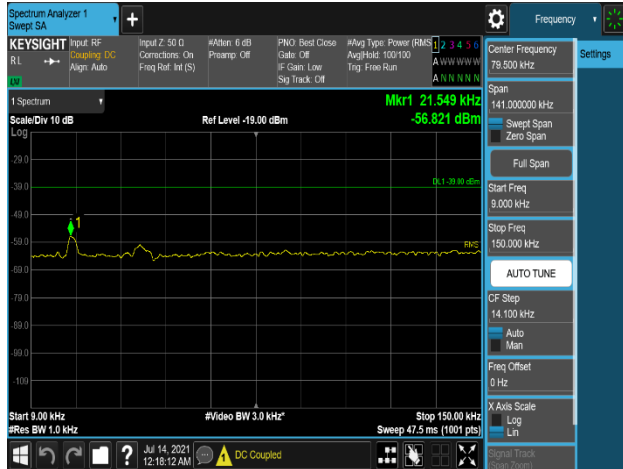 Spectrum Analyzer 1
Swept SA
Frequency
KEYSIGHT
R L
Input: RF
Coupling: DC
Align: Auto
Input Z: 50 Ω
Corrections: On
Freq Ref: Int (S)
#Atten: 6 dB
Preamp: Off
PNO: Best Close
Gate: Off
IF Gain: Low
Sig Track: Off
#Avg Type: Power (RMS
Avg|Hold: 100/100
Trig: Free Run
1 2 3 4 5 6
A WW WW W
A N N N N N
Center Frequency
79.500 kHz
Settings
Span
141.000000 kHz
Swept Span
Zero Span
Full Span
Start Freq
9.000 kHz
Stop Freq
150.000 kHz
AUTO TUNE
CF Step
14.100 kHz
Auto
Man
Freq Offset
0 Hz
X Axis Scale
Log
Lin
Signal Track
(Span Zoom)
1 Spectrum
Mkr1 21.549 kHz
Scale/Div 10 dB
Ref Level -19.00 dBm
-56.821 dBm
Log
-29.0
DL1 -39.00 dBm
-39.0
-49.0
1
-59.0
RMS
-69.0
-79.0
-89.0
-99.0
-109
Start 9.00 kHz
#Video BW 3.0 kHz*
Stop 150.00 kHz
#Res BW 1.0 kHz
Sweep 47.5 ms (1001 pts)
?
Jul 14, 2021
12:18:12 AM
DC Coupled